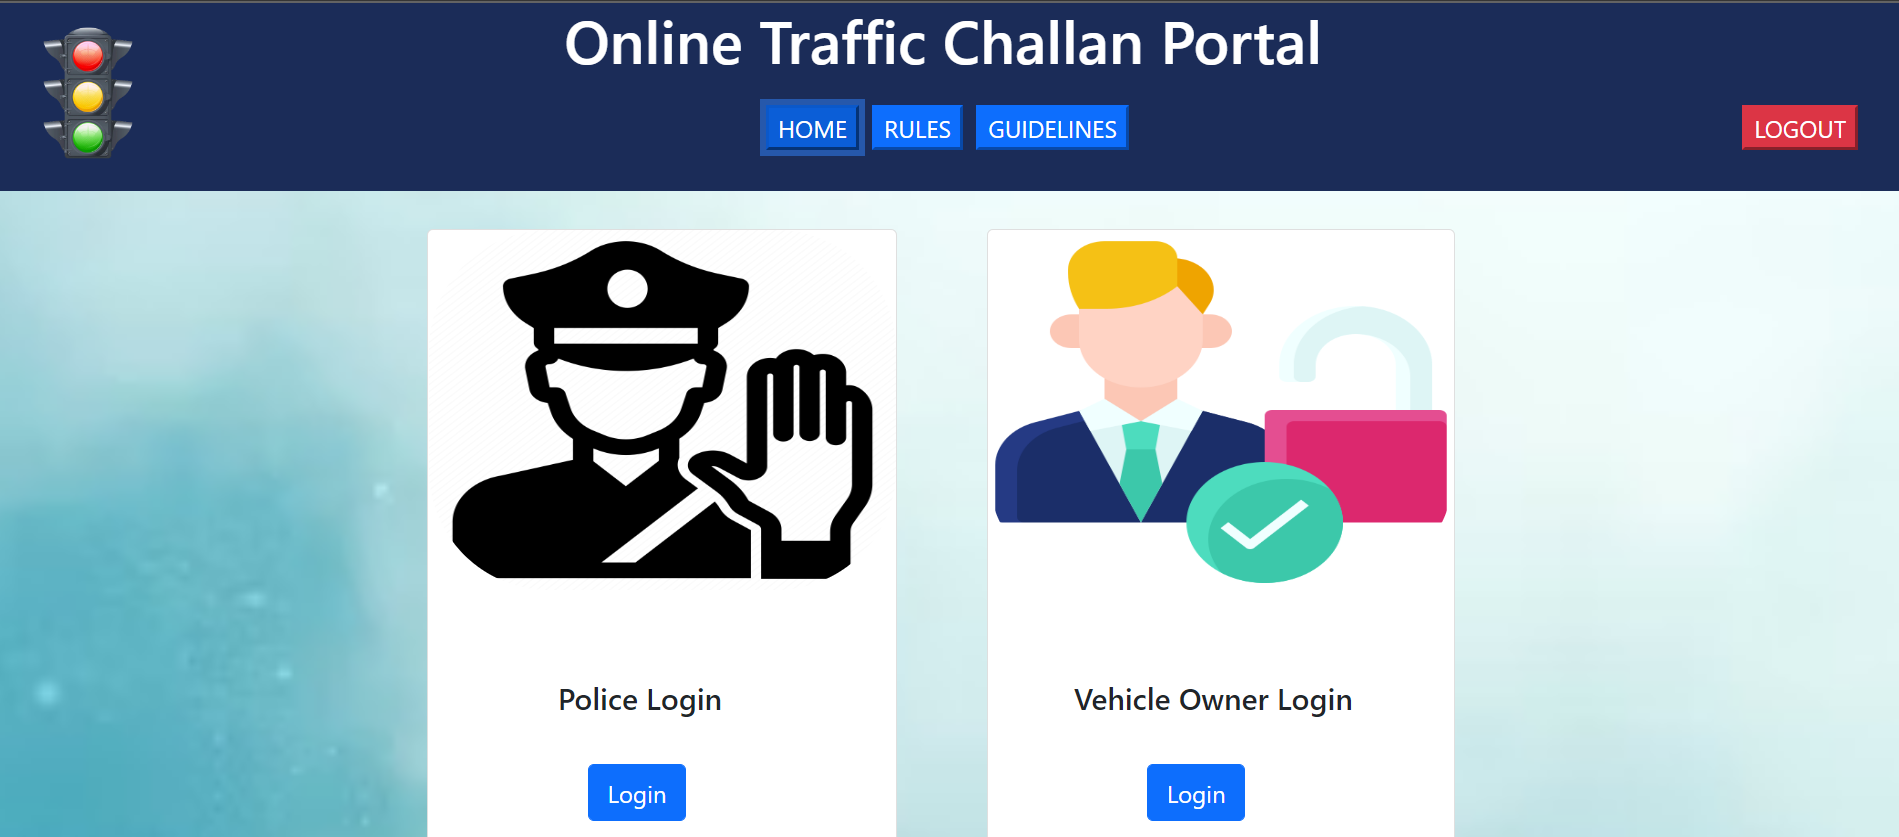 Online Traffic Challan Portal
HOME RULES GUIDELINES LOGOUT
Police Login
Vehicle Owner Login
Login
Login